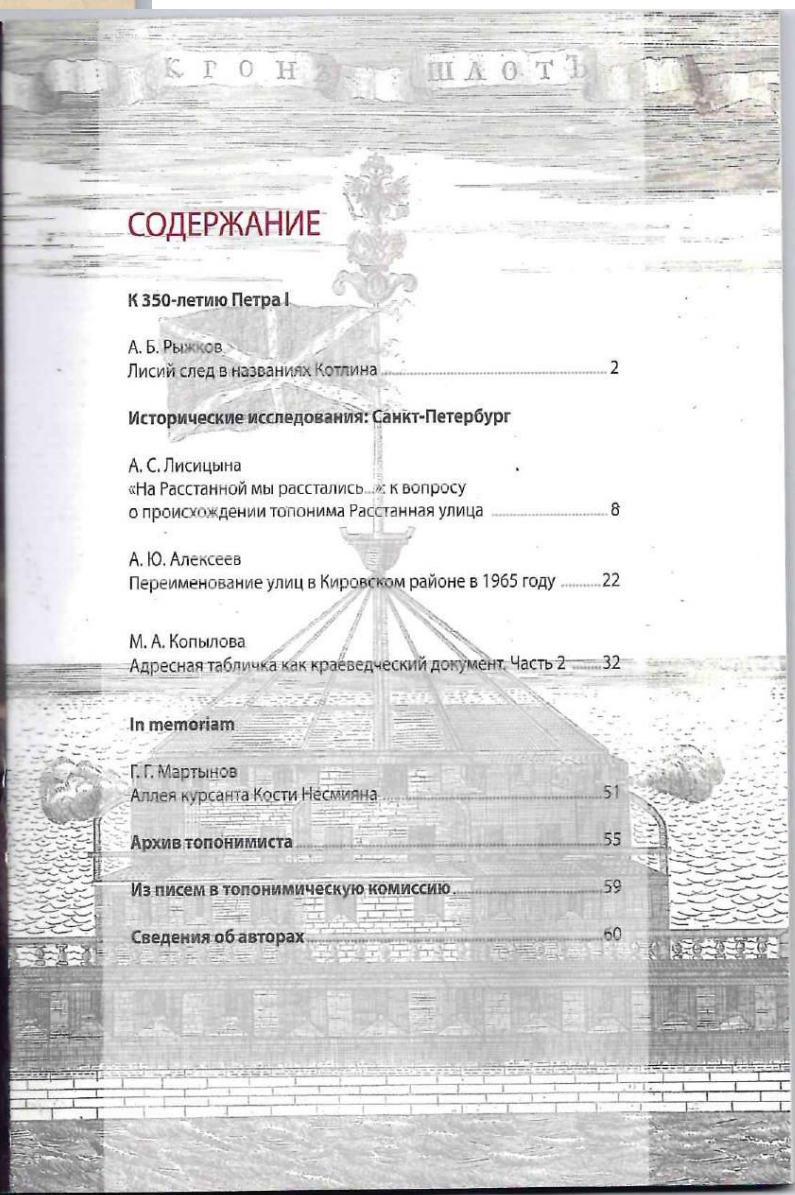 КРОНЪ ШЛОТЪ
СОДЕРЖАНИЕ
К 350-летию Петра I
А. Б. Рыжков
Лисий след в названиях Котлина ... 2
Исторические исследования: Санкт-Петербург
А. С. Лисицына
«На Расстанной мы расстались...»: к вопросу
о происхождении топонима Расстанная улица ... 8
А. Ю. Алексеев
Переименование улиц в Кировском районе в 1965 году ... 22
М. А. Копылова
Адресная табличка как краеведческий документ. Часть 2 ... 32
In memoriam
Г. Г. Мартынов
Аллея курсанта Кости Несмияна ... 51
Архив топонимиста ... 55
Из писем в топонимическую комиссию ... 59
Сведения об авторах ... 60